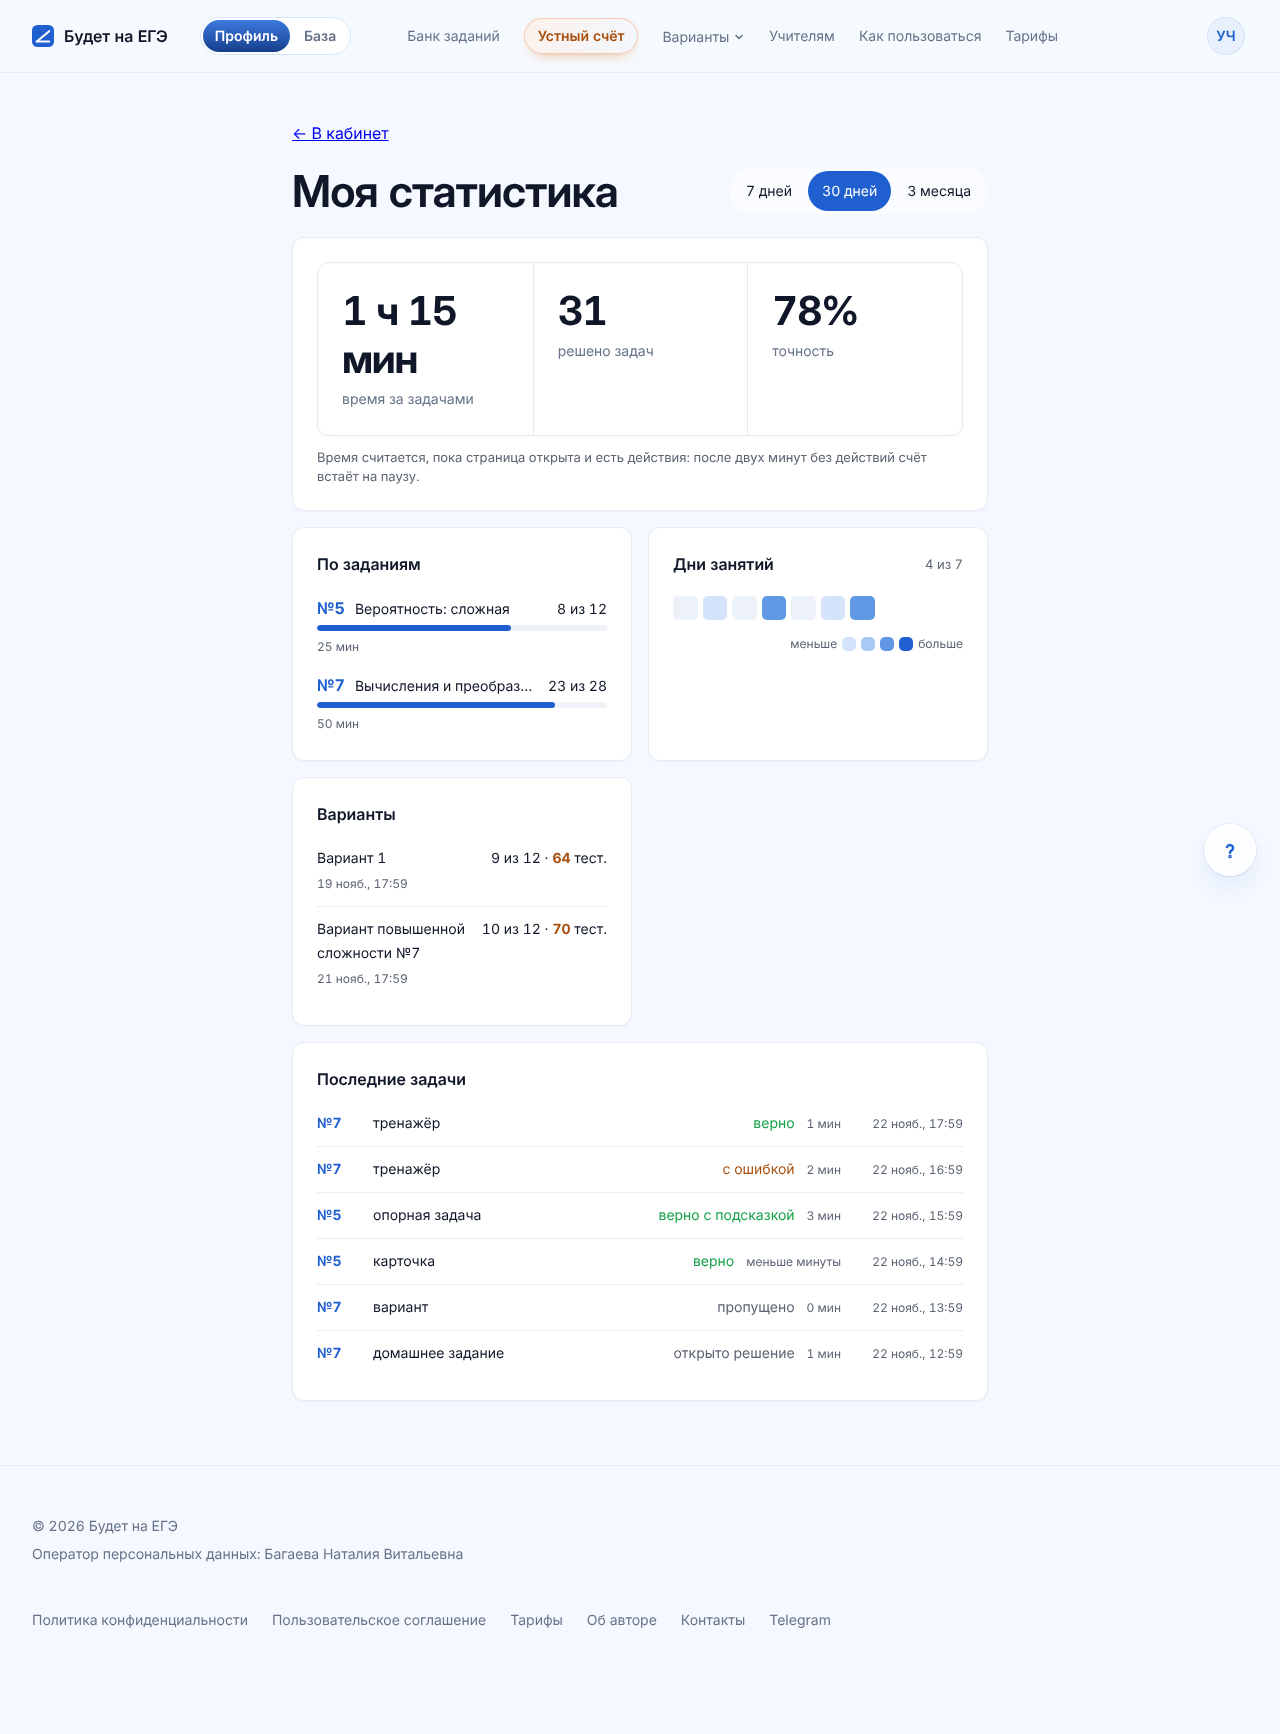 Будет на ЕГЭ
Профиль База
Банк заданий Устный счёт Варианты Учителям Как пользоваться Тарифы
УЧ
← В кабинет
Моя статистика
7 дней 30 дней 3 месяца
1 ч 15 мин
время за задачами
31
решено задач
78%
точность
Время считается, пока страница открыта и есть действия: после двух минут без действий счёт
встаёт на паузу.
По заданиям
№5 Вероятность: сложная 8 из 12
25 мин
№7 Вычисления и преобраз... 23 из 28
50 мин
Дни занятий 4 из 7
меньше больше
Варианты
Вариант 1 9 из 12 · 64 тест.
19 нояб., 17:59
Вариант повышенной 10 из 12 · 70 тест.
сложности №7
21 нояб., 17:59
?
Последние задачи
№7 тренажёр верно 1 мин 22 нояб., 17:59
№7 тренажёр с ошибкой 2 мин 22 нояб., 16:59
№5 опорная задача верно с подсказкой 3 мин 22 нояб., 15:59
№5 карточка верно меньше минуты 22 нояб., 14:59
№7 вариант пропущено 0 мин 22 нояб., 13:59
№7 домашнее задание открыто решение 1 мин 22 нояб., 12:59
© 2026 Будет на ЕГЭ
Оператор персональных данных: Багаева Наталия Витальевна
Политика конфиденциальности Пользовательское соглашение Тарифы Об авторе Контакты Telegram